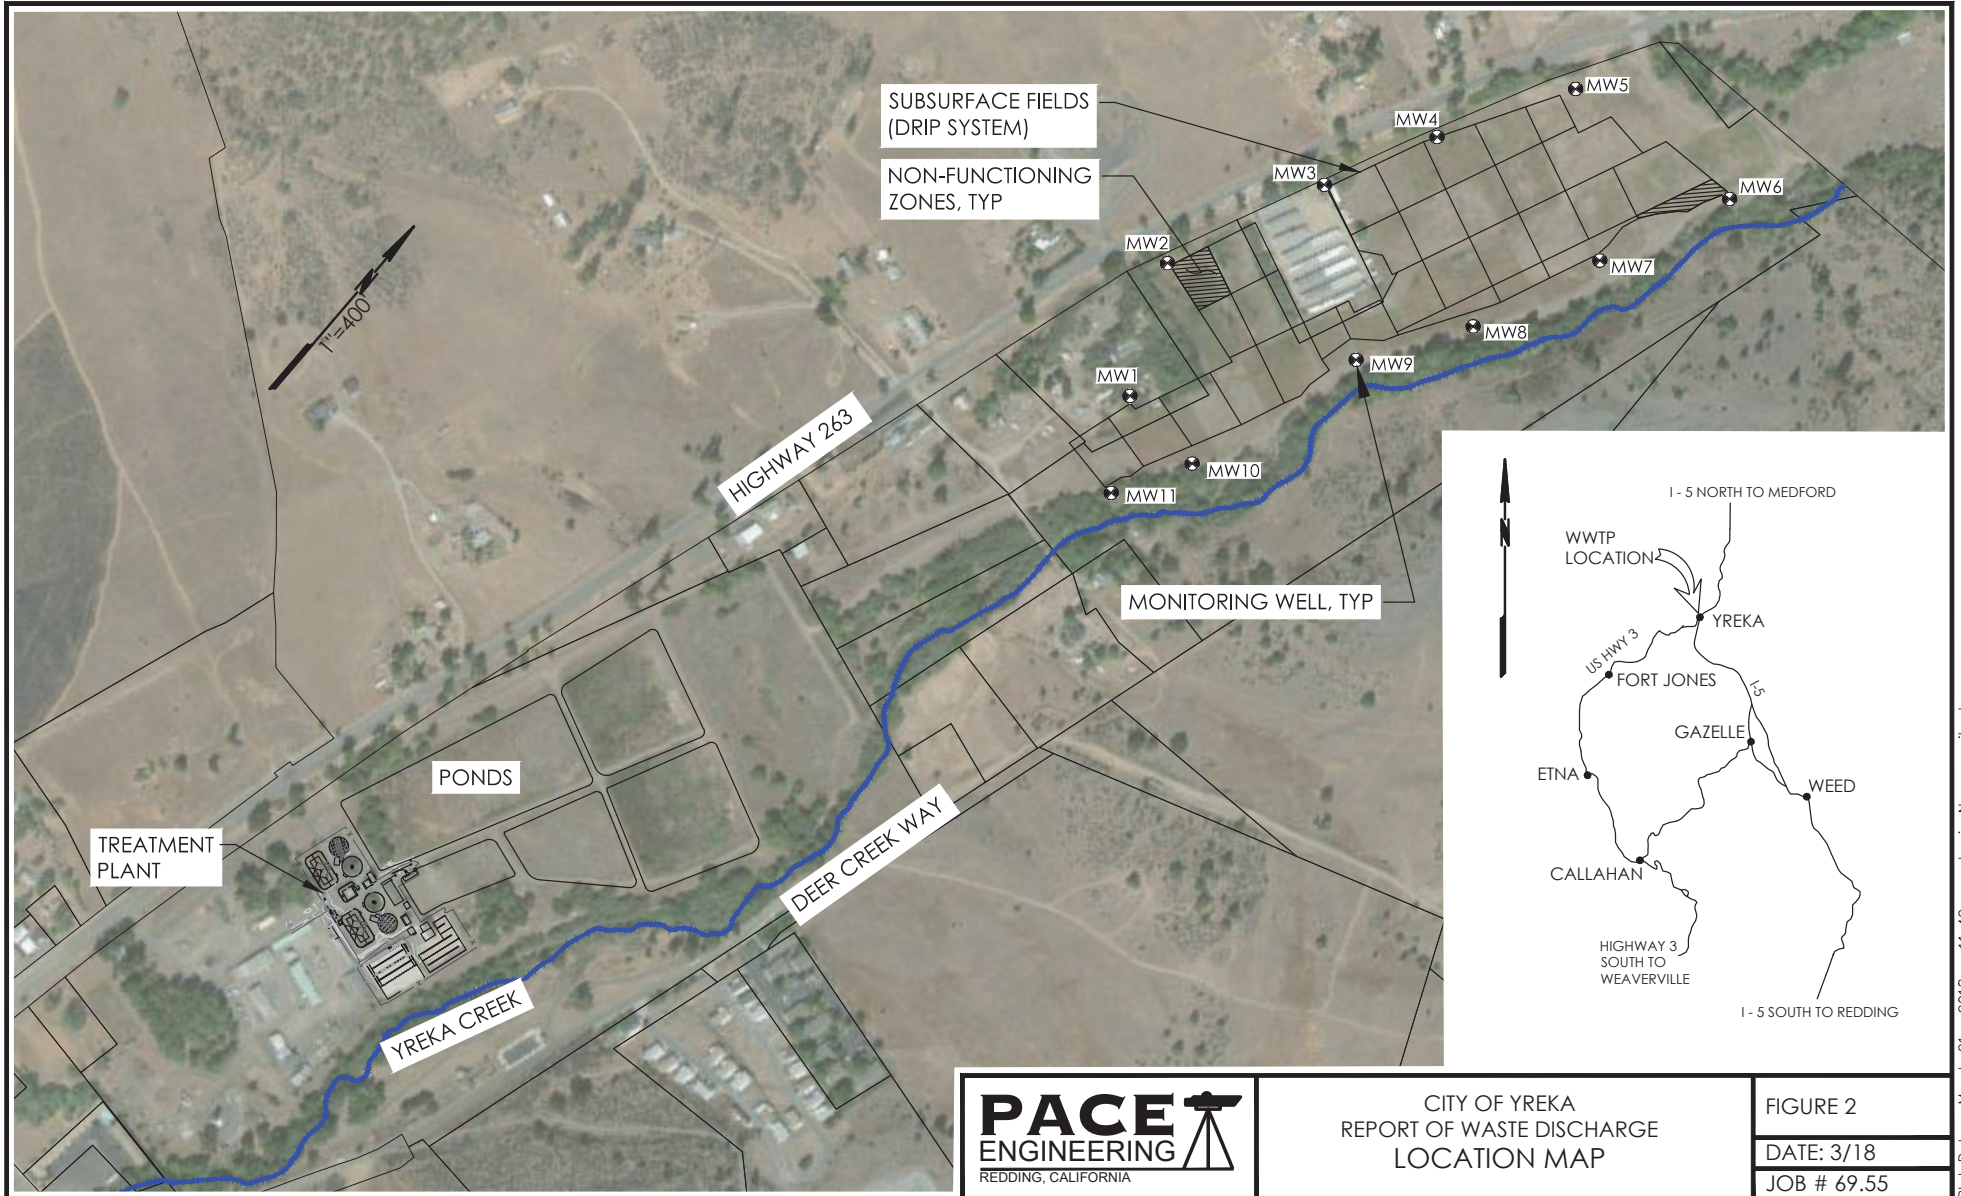 SUBSURFACE FIELDS
(DRIP SYSTEM)
NON-FUNCTIONING
ZONES, TYP
MW5
MW4
MW3
MW6
MW2
MW7
MW8
MW9
MW1
MW10
MW11
N
1"=400'
HIGHWAY 263
MONITORING WELL, TYP
PONDS
TREATMENT
PLANT
DEER CREEK WAY
YREKA CREEK
N
I - 5 NORTH TO MEDFORD
WWTP
LOCATION
YREKA
US HWY 3
FORT JONES
I-5
GAZELLE
ETNA
WEED
CALLAHAN
HIGHWAY 3
SOUTH TO
WEAVERVILLE
I - 5 SOUTH TO REDDING
PACE
ENGINEERING
REDDING, CALIFORNIA
CITY OF YREKA
REPORT OF WASTE DISCHARGE
LOCATION MAP
FIGURE 2
DATE: 3/18
JOB # 69.55